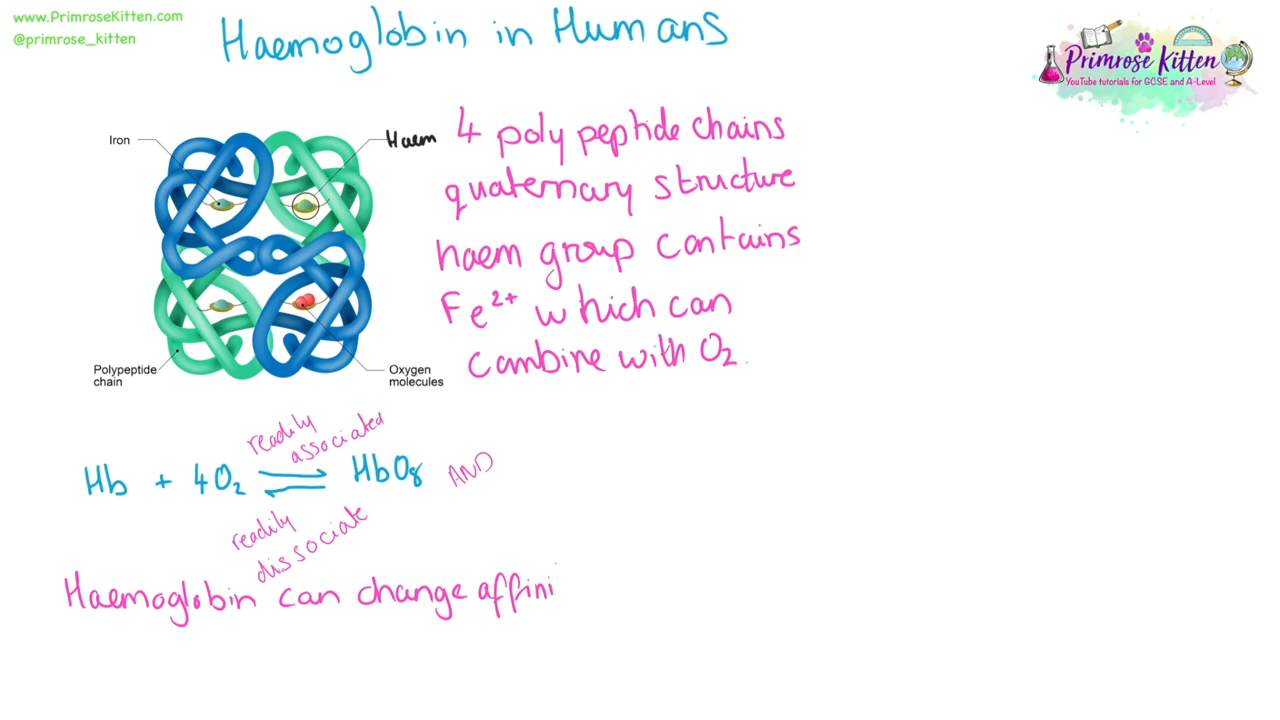 www.PrimroseKitten.com
@primrose_kitten
Haemoglobin in Humans
Primrose Kitten
YouTube tutorials for GCSE and A-Level
Iron
Haem
4 poly peptide chains
quaternary structure
haem group contains
Fe²⁺ which can
combine with O₂.
Polypeptide
chain
Oxygen
molecules
readily
associated
Hb + 4O₂ ⇌ HbO₈ AND
readily
dissociate
Haemoglobin can change affini